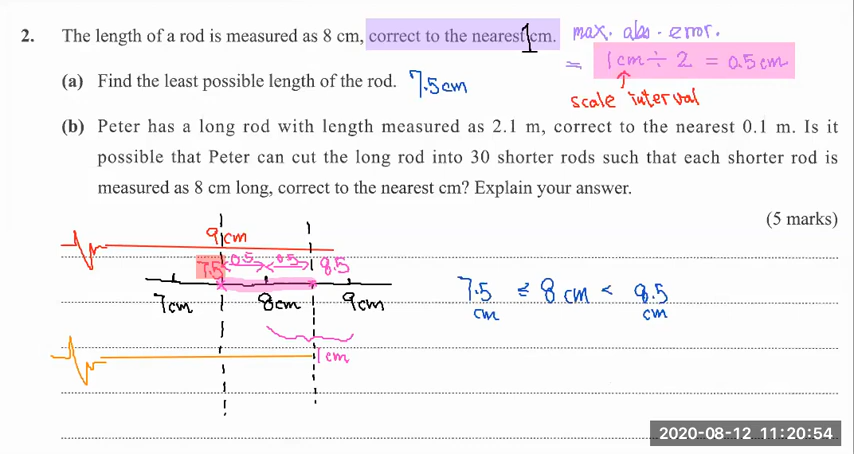 2. The length of a rod is measured as 8 cm, correct to the nearest 1 cm. max. abs. error.
= 1 cm ÷ 2 = 0.5 cm
(a) Find the least possible length of the rod. 7.5 cm
scale interval
(b) Peter has a long rod with length measured as 2.1 m, correct to the nearest 0.1 m. Is it
possible that Peter can cut the long rod into 30 shorter rods such that each shorter rod is
measured as 8 cm long, correct to the nearest cm? Explain your answer.
(5 marks)
9 cm
7.5 0.5 0.5 8.5
7cm 8cm 9cm
7.5 cm ≤ 8 cm < 8.5 cm
1 cm
2020-08-12 11:20:54